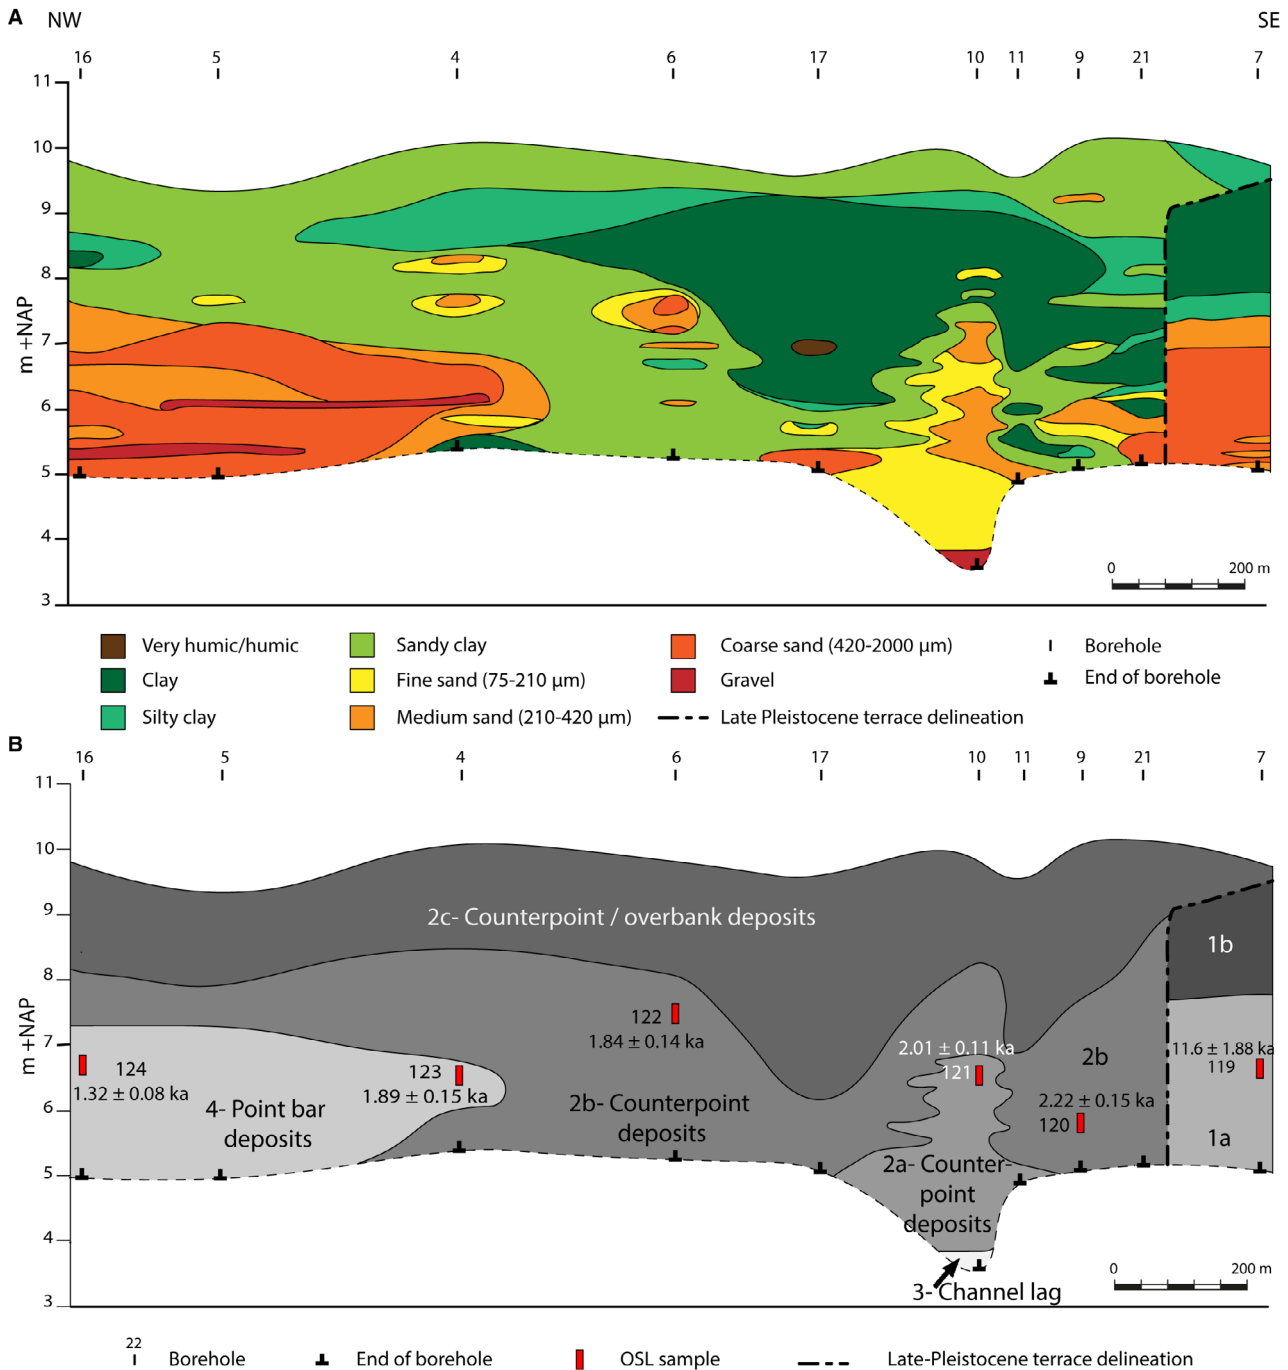 A NW SE
16 5 4 6 17 10 11 9 21 7
11
10
9
8
7
6
5
4
3
m +NAP
0 200 m
Very humic/humic Sandy clay Coarse sand (420-2000 µm) Borehole
Clay Fine sand (75-210 µm) Gravel End of borehole
Silty clay Medium sand (210-420 µm) Late Pleistocene terrace delineation
B
16 5 4 6 17 10 11 9 21 7
11
10
9
8
7
6
5
4
3
m +NAP
2c- Counterpoint / overbank deposits
1b
122
1.84 ± 0.14 ka
2.01 ± 0.11 ka
121
2b
11.6 ± 1.88 ka
119
124
1.32 ± 0.08 ka
123
1.89 ± 0.15 ka
2.22 ± 0.15 ka
120
4- Point bar
deposits
2b- Counterpoint
deposits
1a
2a- Counter-
point
deposits
3- Channel lag
0 200 m
22
Borehole End of borehole OSL sample Late-Pleistocene terrace delineation